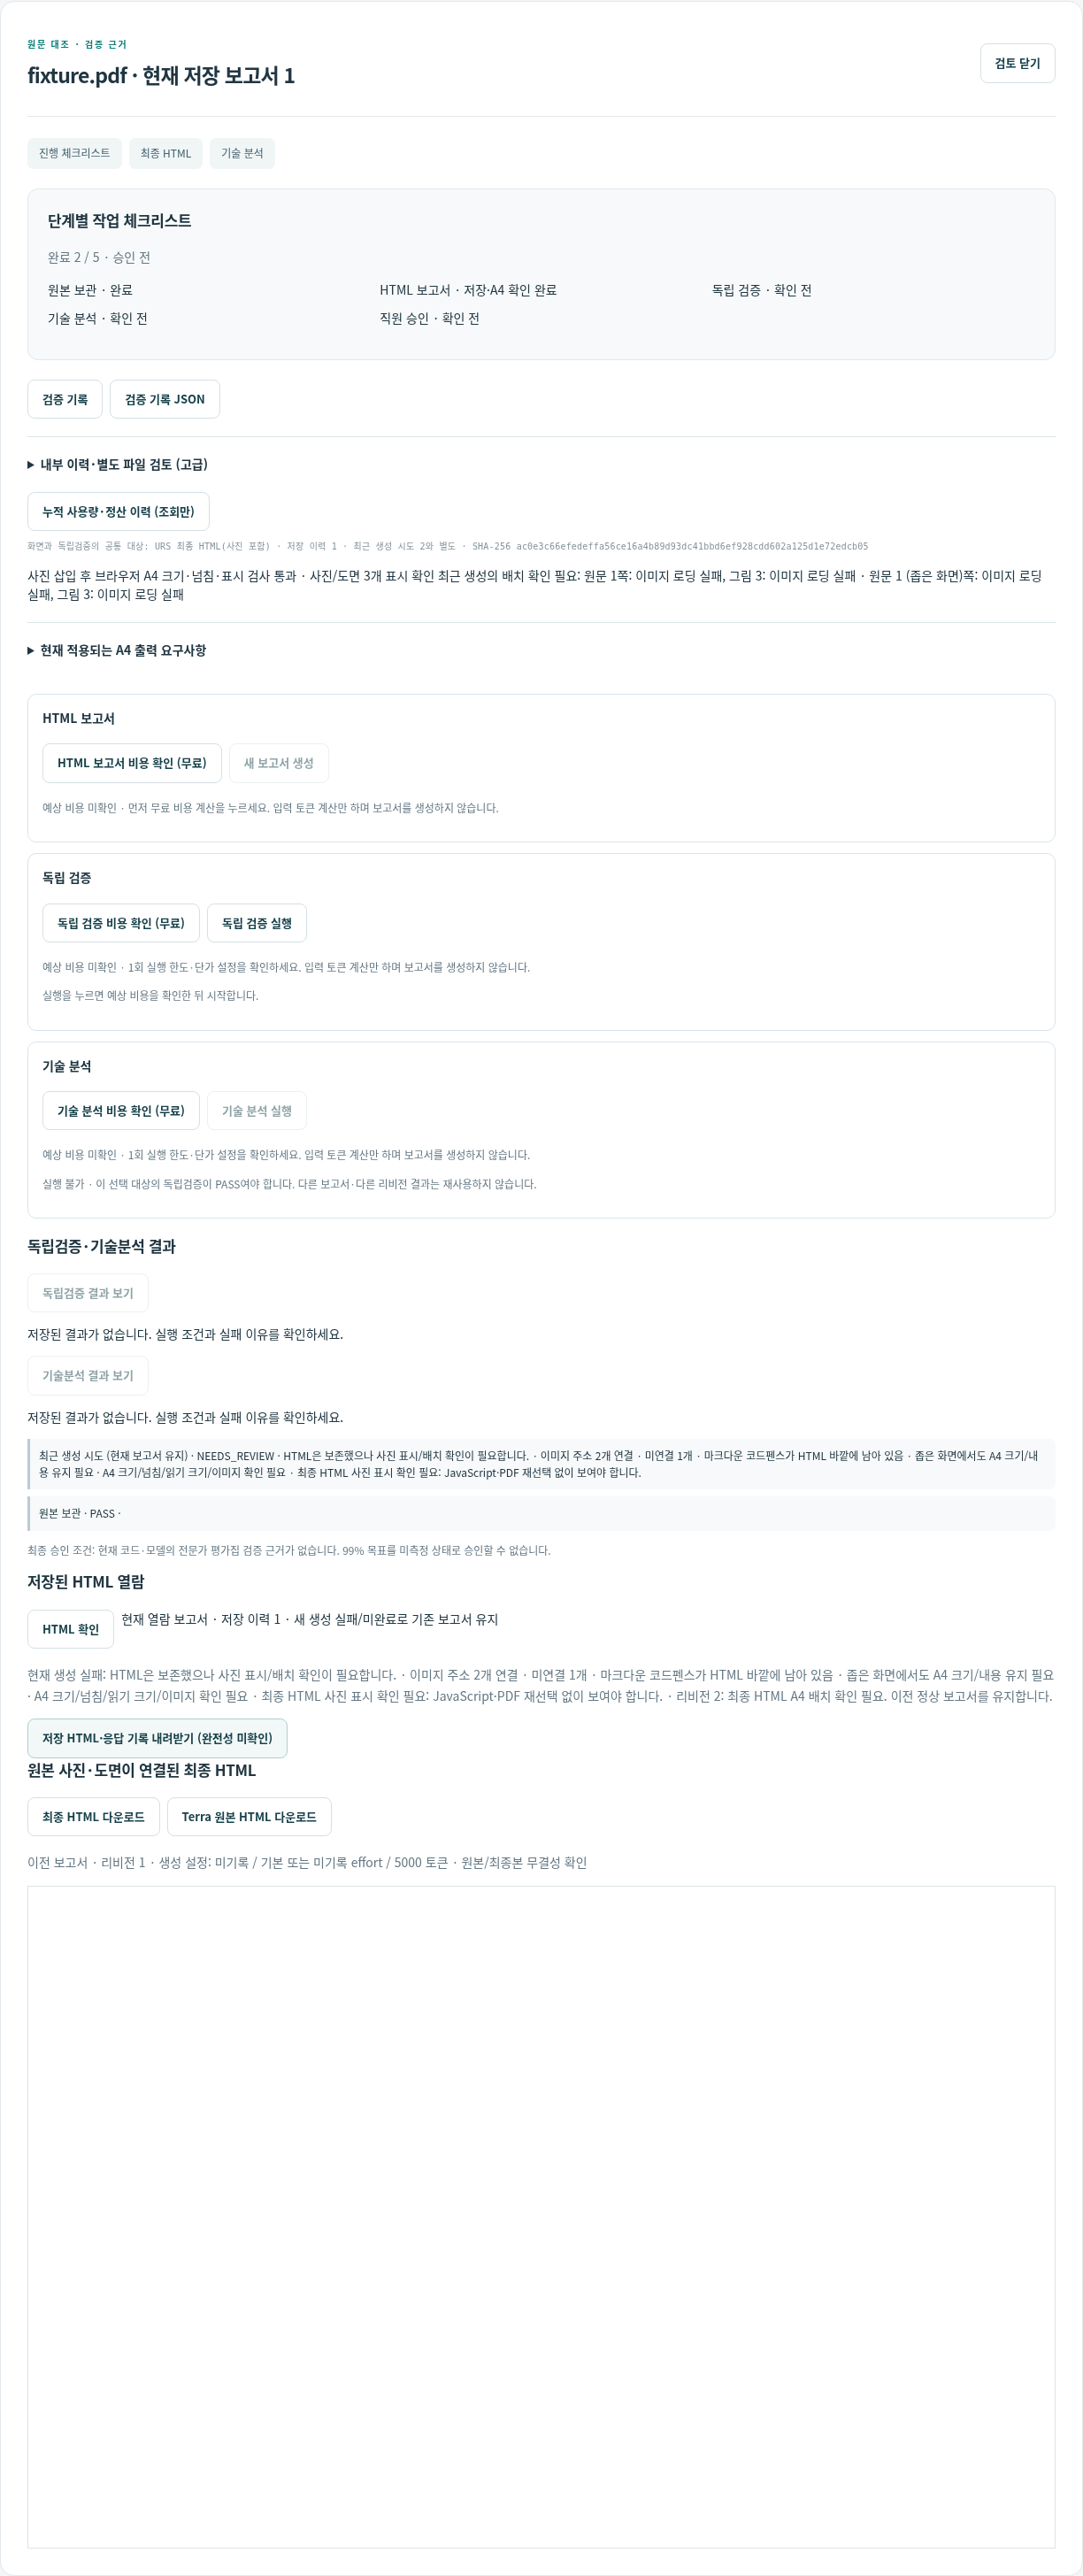 원문 대조 · 검증 근거
fixture.pdf · 현재 저장 보고서 1
검토 닫기
진행 체크리스트
최종 HTML
기술 분석
단계별 작업 체크리스트
완료 2 / 5 · 승인 전
원본 보관 · 완료
HTML 보고서 · 저장·A4 확인 완료
독립 검증 · 확인 전
기술 분석 · 확인 전
직원 승인 · 확인 전
검증 기록
검증 기록 JSON
▶ 내부 이력·별도 파일 검토 (고급)
누적 사용량·정산 이력 (조회만)
화면과 독립검증의 공통 대상: URS 최종 HTML(사진 포함) · 저장 이력 1 · 최근 생성 시도 2와 별도 · SHA-256 ac0e3c66efedeffa56ce16a4b89d93dc41bbd6ef928cdd602a125d1e72edcb05
사진 삽입 후 브라우저 A4 크기·넘침·표시 검사 통과 · 사진/도면 3개 표시 확인 최근 생성의 배치 확인 필요: 원문 1쪽: 이미지 로딩 실패, 그림 3: 이미지 로딩 실패 · 원문 1 (좁은 화면)쪽: 이미지 로딩
실패, 그림 3: 이미지 로딩 실패
▶ 현재 적용되는 A4 출력 요구사항
HTML 보고서
HTML 보고서 비용 확인 (무료)
새 보고서 생성
예상 비용 미확인 · 먼저 무료 비용 계산을 누르세요. 입력 토큰 계산만 하며 보고서를 생성하지 않습니다.
독립 검증
독립 검증 비용 확인 (무료)
독립 검증 실행
예상 비용 미확인 · 1회 실행 한도·단가 설정을 확인하세요. 입력 토큰 계산만 하며 보고서를 생성하지 않습니다.
실행을 누르면 예상 비용을 확인한 뒤 시작합니다.
기술 분석
기술 분석 비용 확인 (무료)
기술 분석 실행
예상 비용 미확인 · 1회 실행 한도·단가 설정을 확인하세요. 입력 토큰 계산만 하며 보고서를 생성하지 않습니다.
실행 불가 · 이 선택 대상의 독립검증이 PASS여야 합니다. 다른 보고서·다른 리비전 결과는 재사용하지 않습니다.
독립검증·기술분석 결과
독립검증 결과 보기
저장된 결과가 없습니다. 실행 조건과 실패 이유를 확인하세요.
기술분석 결과 보기
저장된 결과가 없습니다. 실행 조건과 실패 이유를 확인하세요.
최근 생성 시도 (현재 보고서 유지) · NEEDS_REVIEW · HTML은 보존했으나 사진 표시/배치 확인이 필요합니다. · 이미지 주소 2개 연결 · 미연결 1개 · 마크다운 코드펜스가 HTML 바깥에 남아 있음 · 좁은 화면에서도 A4 크기/내
용 유지 필요 · A4 크기/넘침/읽기 크기/이미지 확인 필요 · 최종 HTML 사진 표시 확인 필요: JavaScript·PDF 재선택 없이 보여야 합니다.
원본 보관 · PASS ·
최종 승인 조건: 현재 코드·모델의 전문가 평가집 검증 근거가 없습니다. 99% 목표를 미측정 상태로 승인할 수 없습니다.
저장된 HTML 열람
HTML 확인
현재 열람 보고서 · 저장 이력 1 · 새 생성 실패/미완료로 기존 보고서 유지
현재 생성 실패: HTML은 보존했으나 사진 표시/배치 확인이 필요합니다. · 이미지 주소 2개 연결 · 미연결 1개 · 마크다운 코드펜스가 HTML 바깥에 남아 있음 · 좁은 화면에서도 A4 크기/내용 유지 필요
· A4 크기/넘침/읽기 크기/이미지 확인 필요 · 최종 HTML 사진 표시 확인 필요: JavaScript·PDF 재선택 없이 보여야 합니다. · 리비전 2: 최종 HTML A4 배치 확인 필요. 이전 정상 보고서를 유지합니다.
저장 HTML·응답 기록 내려받기 (완전성 미확인)
원본 사진·도면이 연결된 최종 HTML
최종 HTML 다운로드
Terra 원본 HTML 다운로드
이전 보고서 · 리비전 1 · 생성 설정: 미기록 / 기본 또는 미기록 effort / 5000 토큰 · 원본/최종본 무결성 확인